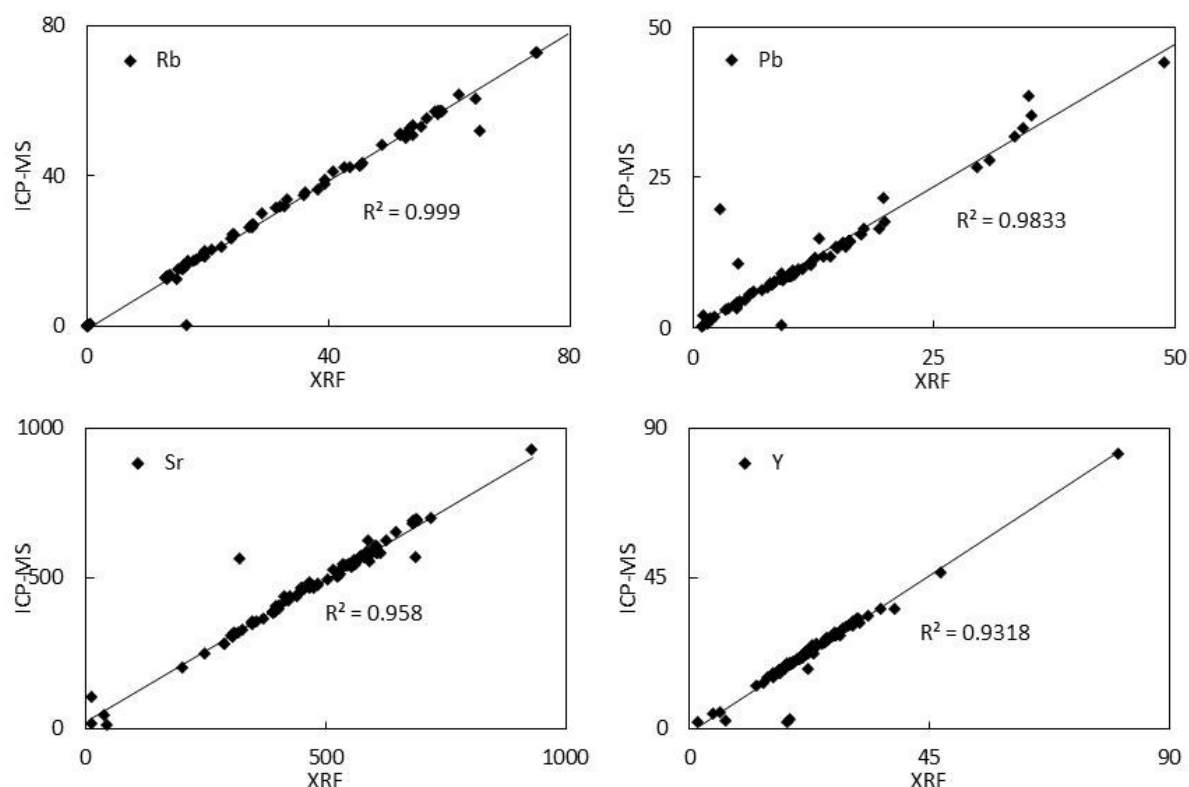 80
Rb
40
ICP-MS
R² = 0.999
0
0 40 80
XRF
50
Pb
25
ICP-MS
R² = 0.9833
0
0 25 50
XRF
1000
Sr
500
ICP-MS
R² = 0.958
0
0 500 1000
XRF
90
Y
45
ICP-MS
R² = 0.9318
0
0 45 90
XRF